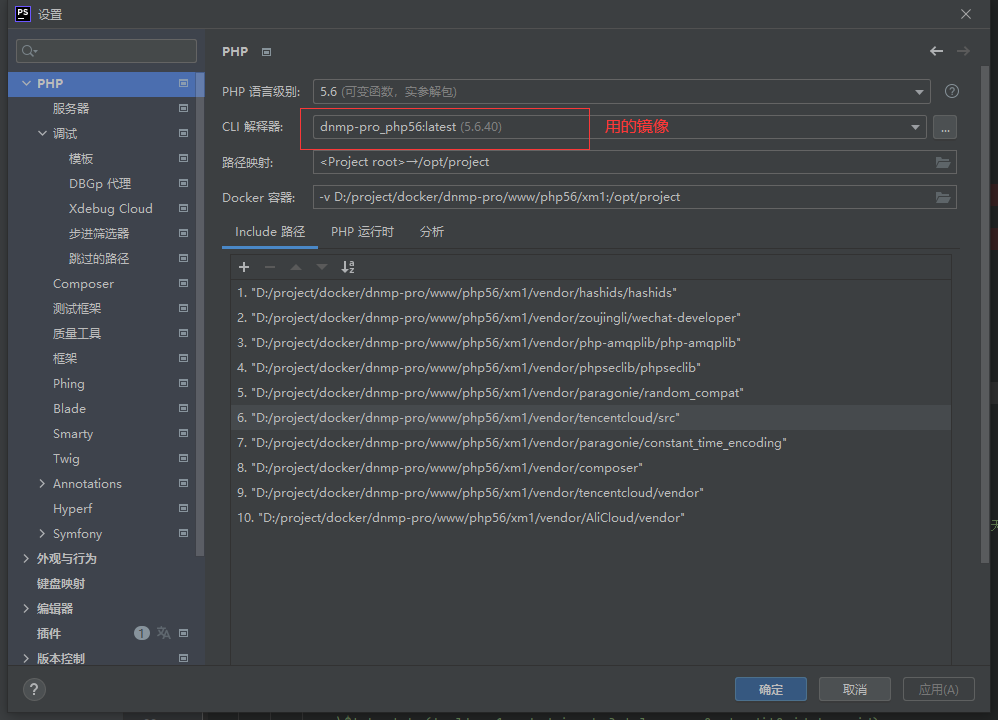 PS 设置
PHP
PHP
服务器
调试
模板
DBGp 代理
Xdebug Cloud
步进筛选器
跳过的路径
Composer
测试框架
质量工具
框架
Phing
Blade
Smarty
Twig
Annotations
Hyperf
Symfony
外观与行为
键盘映射
编辑器
插件 1
版本控制
PHP 语言级别: 5.6 (可变函数，实参解包)
CLI 解释器: dnmp-pro_php56:latest (5.6.40) 用的镜像 ...
路径映射: <Project root>→/opt/project
Docker 容器: -v D:/project/docker/dnmp-pro/www/php56/xm1:/opt/project
Include 路径 PHP 运行时 分析
1. "D:/project/docker/dnmp-pro/www/php56/xm1/vendor/hashids/hashids"
2. "D:/project/docker/dnmp-pro/www/php56/xm1/vendor/zoujingli/wechat-developer"
3. "D:/project/docker/dnmp-pro/www/php56/xm1/vendor/php-amqplib/php-amqplib"
4. "D:/project/docker/dnmp-pro/www/php56/xm1/vendor/phpseclib/phpseclib"
5. "D:/project/docker/dnmp-pro/www/php56/xm1/vendor/paragonie/random_compat"
6. "D:/project/docker/dnmp-pro/www/php56/xm1/vendor/tencentcloud/src"
7. "D:/project/docker/dnmp-pro/www/php56/xm1/vendor/paragonie/constant_time_encoding"
8. "D:/project/docker/dnmp-pro/www/php56/xm1/vendor/composer"
9. "D:/project/docker/dnmp-pro/www/php56/xm1/vendor/tencentcloud/vendor"
10. "D:/project/docker/dnmp-pro/www/php56/xm1/vendor/AliCloud/vendor"
? 确定 取消 应用(A)